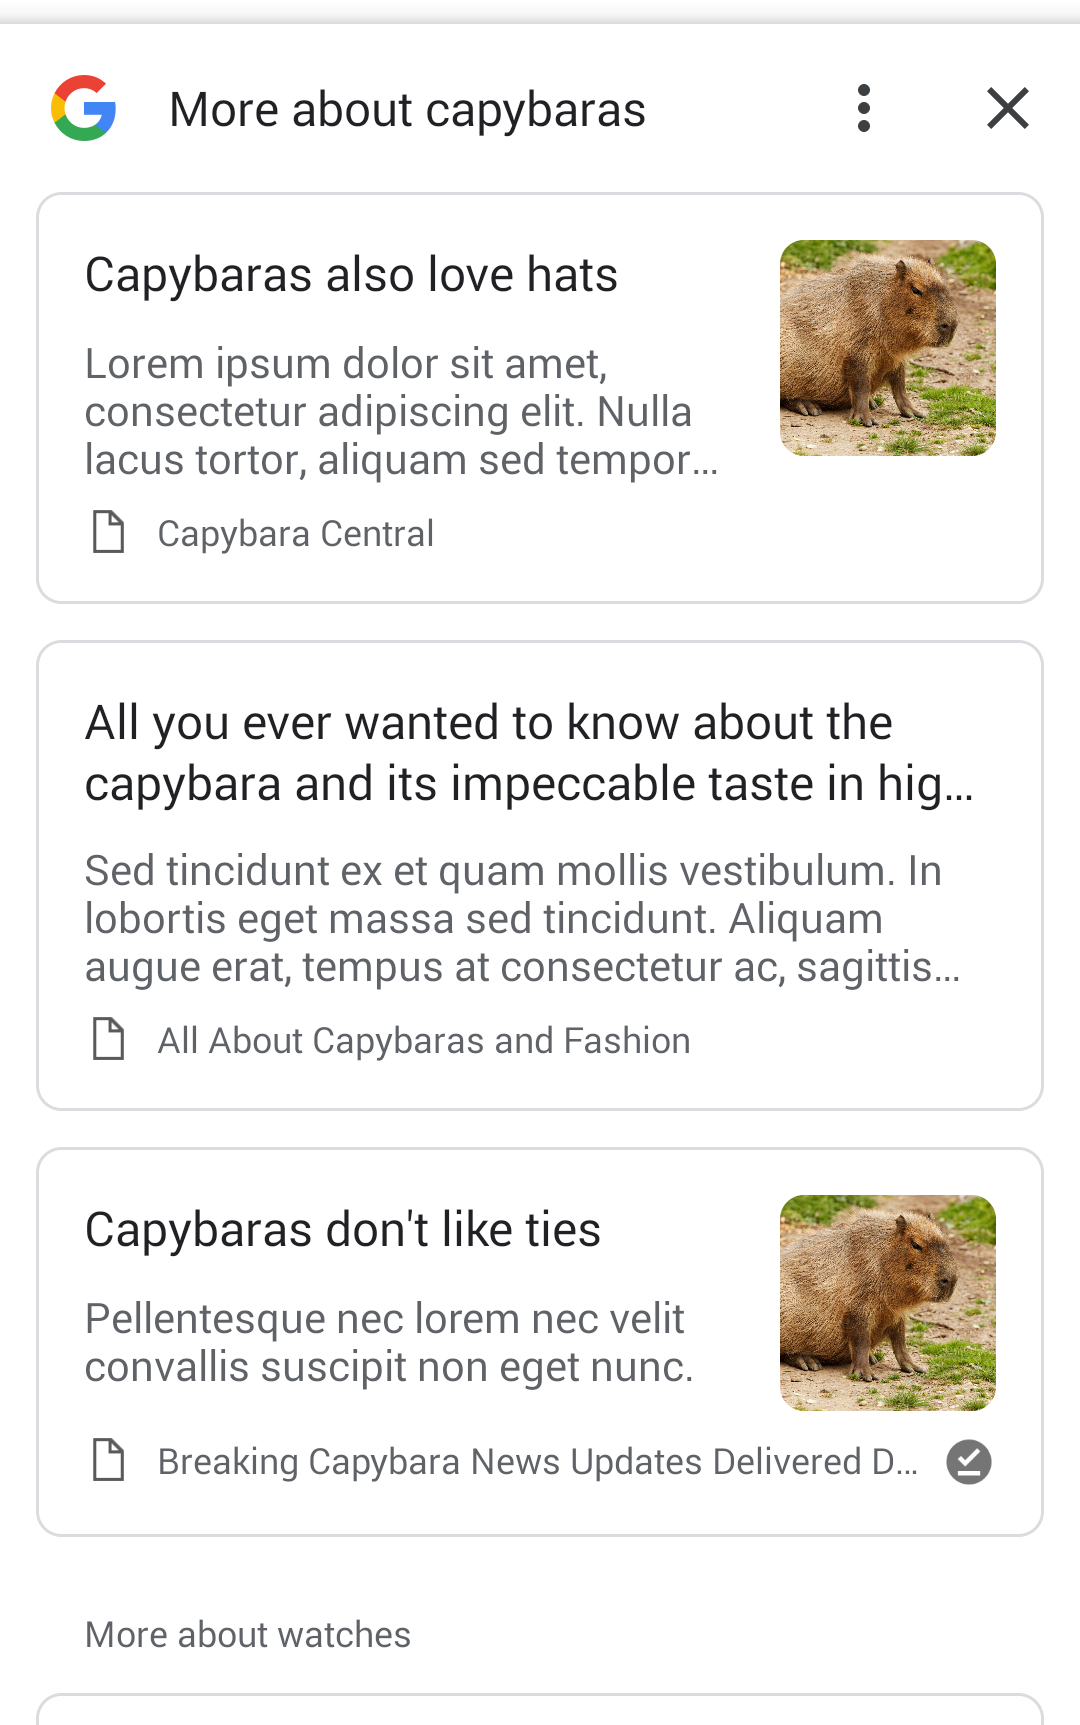 More about capybaras
Capybaras also love hats
Lorem ipsum dolor sit amet,
consectetur adipiscing elit. Nulla
lacus tortor, aliquam sed tempor...
Capybara Central
All you ever wanted to know about the
capybara and its impeccable taste in hig...
Sed tincidunt ex et quam mollis vestibulum. In
lobortis eget massa sed tincidunt. Aliquam
augue erat, tempus at consectetur ac, sagittis...
All About Capybaras and Fashion
Capybaras don't like ties
Pellentesque nec lorem nec velit
convallis suscipit non eget nunc.
Breaking Capybara News Updates Delivered D...
More about watches